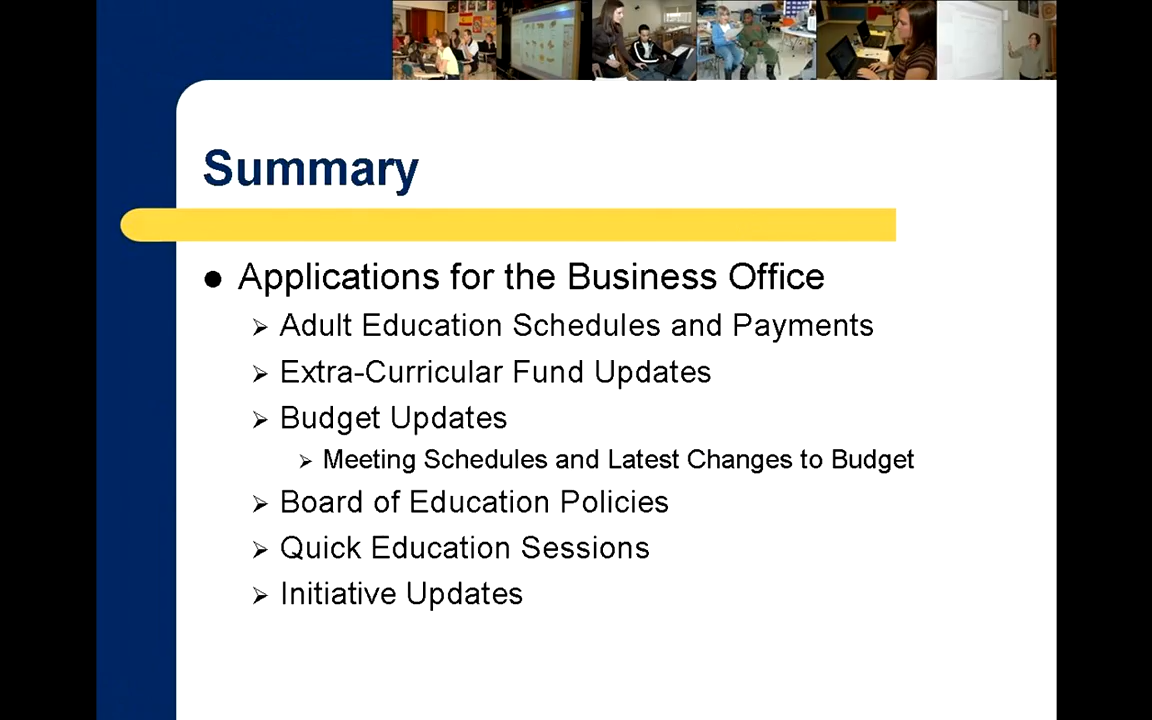 Summary
Applications for the Business Office
Adult Education Schedules and Payments
Extra-Curricular Fund Updates
Budget Updates
Meeting Schedules and Latest Changes to Budget
Board of Education Policies
Quick Education Sessions
Initiative Updates